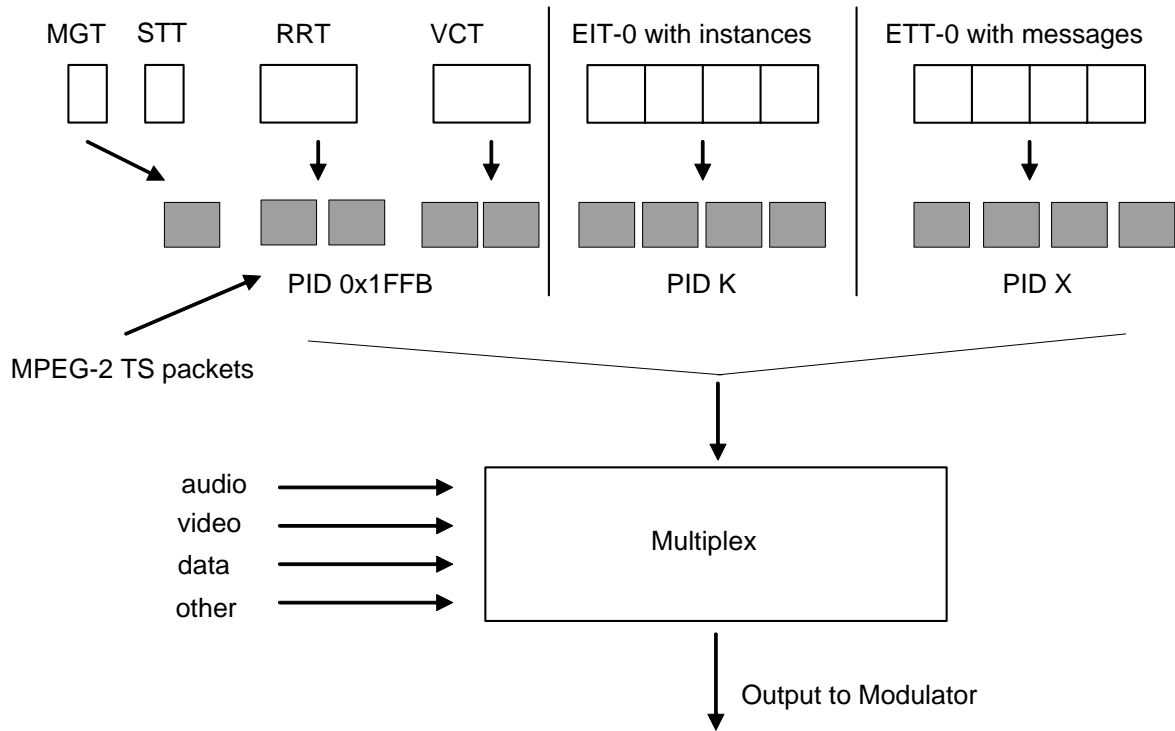 MGT STT RRT VCT EIT-0 with instances ETT-0 with messages
PID 0x1FFB PID K PID X
MPEG-2 TS packets
audio
video
data
other
Multiplex
Output to Modulator